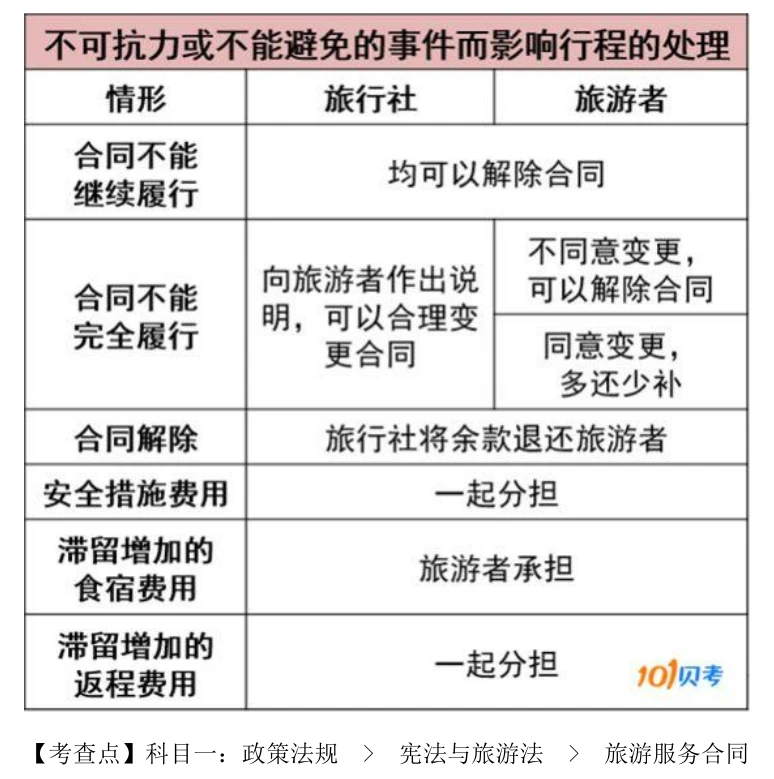 不可抗力或不能避免的事件而影响行程的处理
情形 旅行社 旅游者
合同不能
继续履行
均可以解除合同
合同不能
完全履行
向旅游者作出说
明，可以合理变
更合同
不同意变更，
可以解除合同
同意变更，
多还少补
合同解除 旅行社将余款退还旅游者
安全措施费用 一起分担
滞留增加的
食宿费用
旅游者承担
滞留增加的
返程费用
一起分担
101贝考
【考查点】科目一：政策法规 > 宪法与旅游法 > 旅游服务合同